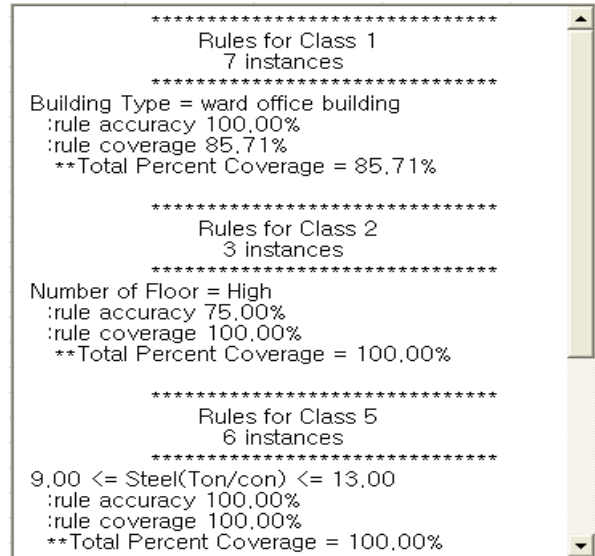 *******************************
Rules for Class 1
7 instances
*******************************
Building Type = ward office building
:rule accuracy 100,00%
:rule coverage 85,71%
**Total Percent Coverage = 85,71%
*******************************
Rules for Class 2
3 instances
*******************************
Number of Floor = High
:rule accuracy 75,00%
:rule coverage 100,00%
**Total Percent Coverage = 100,00%
*******************************
Rules for Class 5
6 instances
*******************************
9,00 <= Steel(Ton/con) <= 13,00
:rule accuracy 100,00%
:rule coverage 100,00%
**Total Percent Coverage = 100,00%